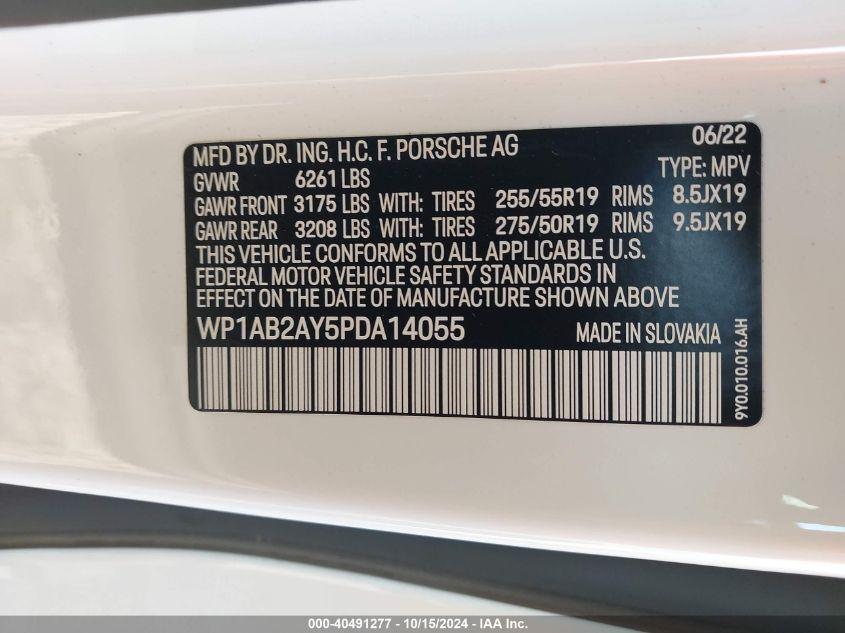 06/22
MFD BY DR. ING. H.C. F. PORSCHE AG
TYPE: MPV
GVWR 6261 LBS
GAWR FRONT 3175 LBS WITH: TIRES 255/55R19 RIMS 8.5JX19
GAWR REAR 3208 LBS WITH: TIRES 275/50R19 RIMS 9.5JX19
THIS VEHICLE CONFORMS TO ALL APPLICABLE U.S.
FEDERAL MOTOR VEHICLE SAFETY STANDARDS IN
EFFECT ON THE DATE OF MANUFACTURE SHOWN ABOVE
WP1AB2AY5PDA14055 MADE IN SLOVAKIA
9Y0.010.016.AH
000-40491277 - 10/15/2024 - IAA Inc.